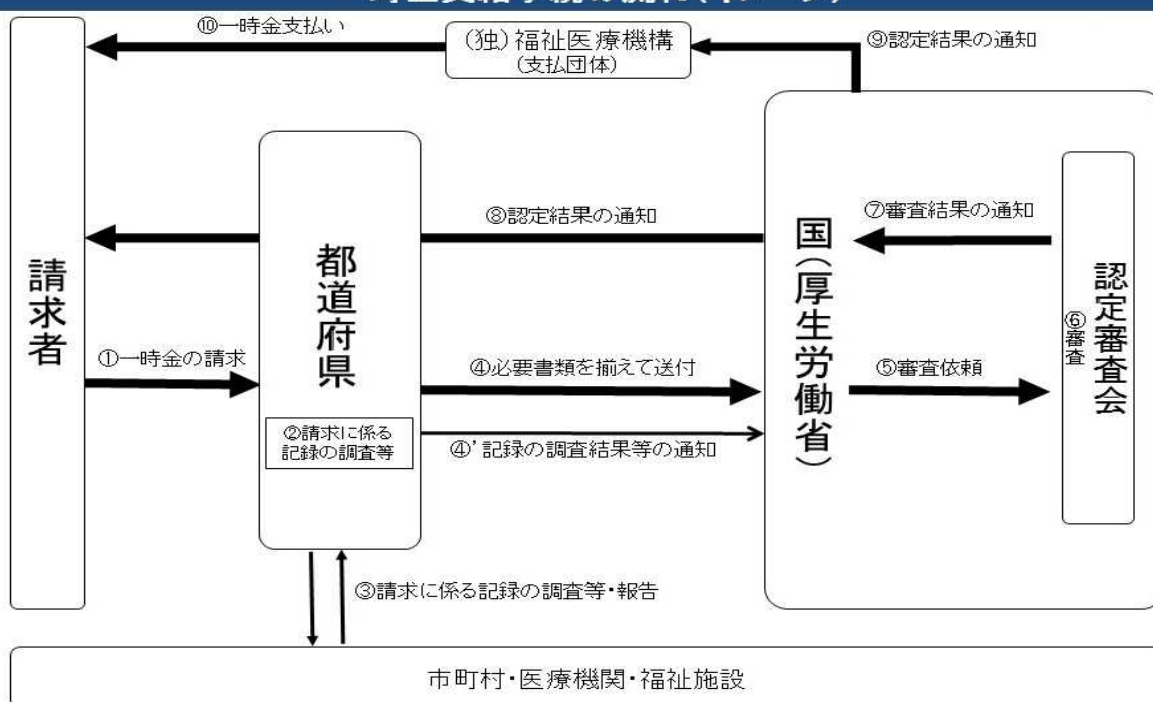 ⑩一時金支払い
(独)福祉医療機構
(支払団体)
⑨認定結果の通知
⑧認定結果の通知
⑦審査結果の通知
請求者
都道府県
国(厚生労働省)
認定審査会
⑥審査
①一時金の請求
④必要書類を揃えて送付
⑤審査依頼
②請求に係る
記録の調査等
④'記録の調査結果等の通知
③請求に係る記録の調査等・報告
市町村・医療機関・福祉施設